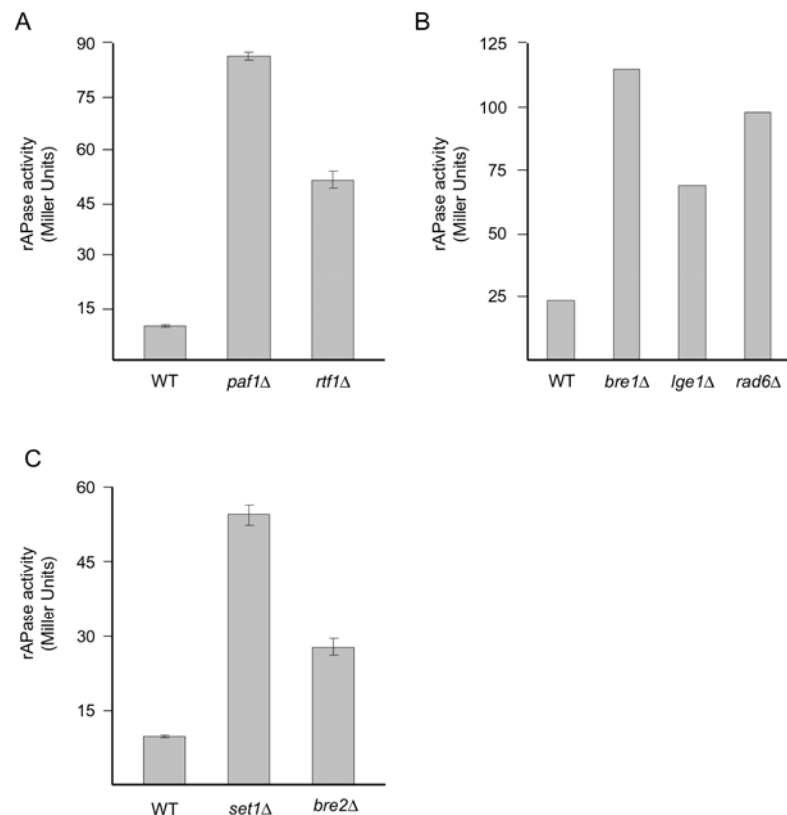 A
rAPase activity
(Miller Units)
90
75
60
45
30
15
WT
paf1Δ
rtf1Δ
B
rAPase activity
(Miller Units)
125
100
75
50
25
WT
bre1Δ
lge1Δ
rad6Δ
C
rAPase activity
(Miller Units)
60
45
30
15
WT
set1Δ
bre2Δ